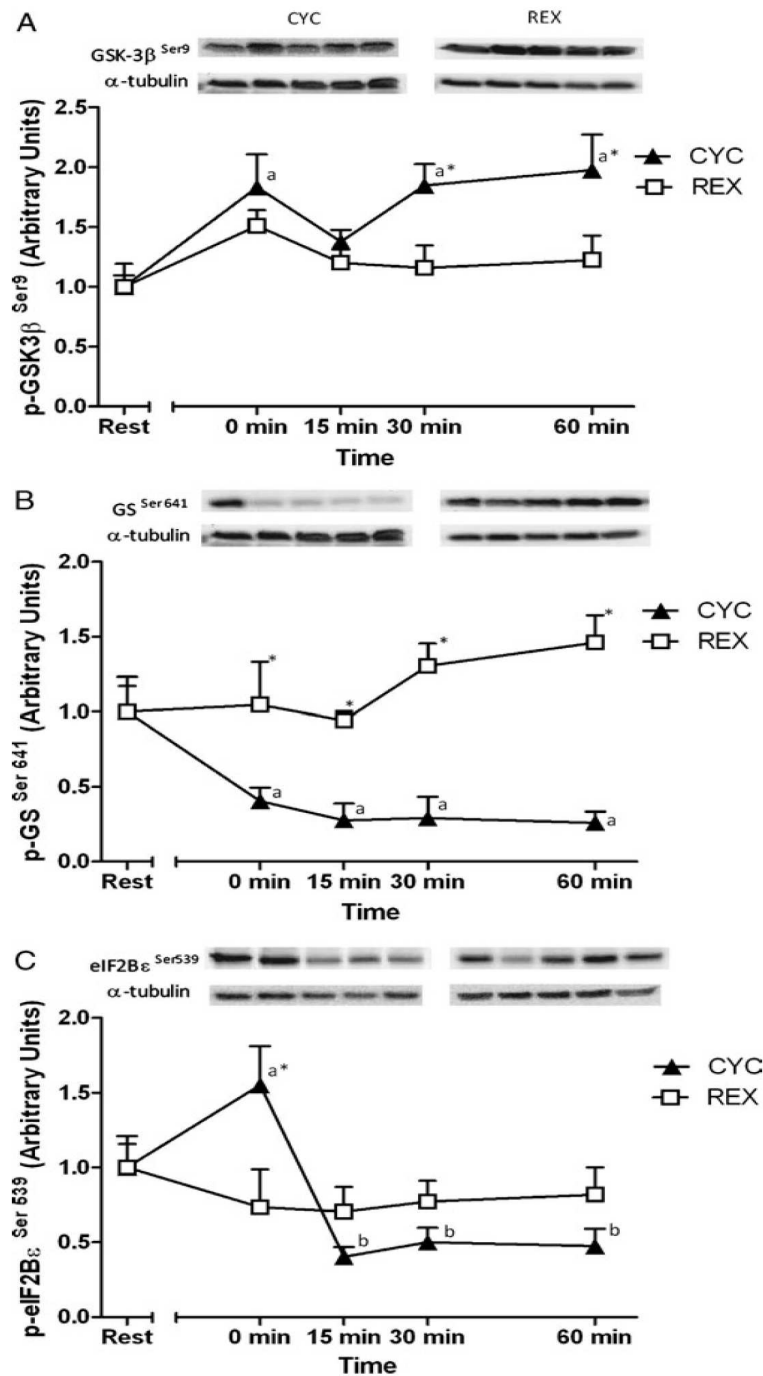 A
CYC REX
GSK-3β Ser9
α-tubulin
2.5
2.0
1.5
1.0
0.5
0.0
p-GSK3β Ser9 (Arbitrary Units)
a
a*
a*
CYC
REX
Rest 0 min 15 min 30 min 60 min
Time
B
GS Ser641
α-tubulin
2.0
1.5
1.0
0.5
0.0
p-GS Ser 641 (Arbitrary Units)
* * * *
a a a a
CYC
REX
Rest 0 min 15 min 30 min 60 min
Time
C
eIF2Bε Ser539
α-tubulin
2.0
1.5
1.0
0.5
0.0
p-eIF2Bε Ser 539 (Arbitrary Units)
a*
b b b
CYC
REX
Rest 0 min 15 min 30 min 60 min
Time